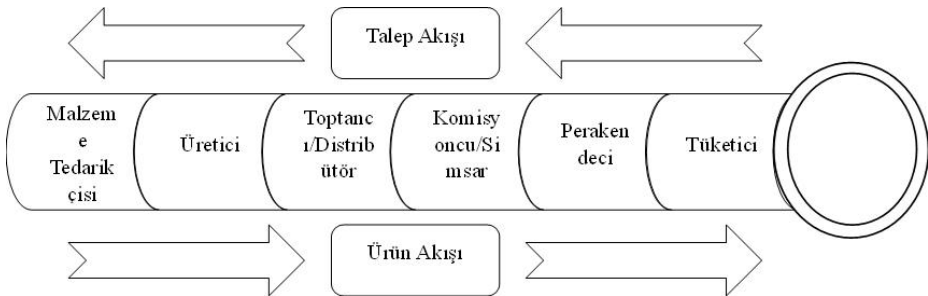 Talep Akışı
Malzem
e
Tedarik
çisi
Üretici
Toptanc
ı/Distrib
ütör
Komisy
oncu/Si
msar
Peraken
deci
Tüketici
Ürün Akışı